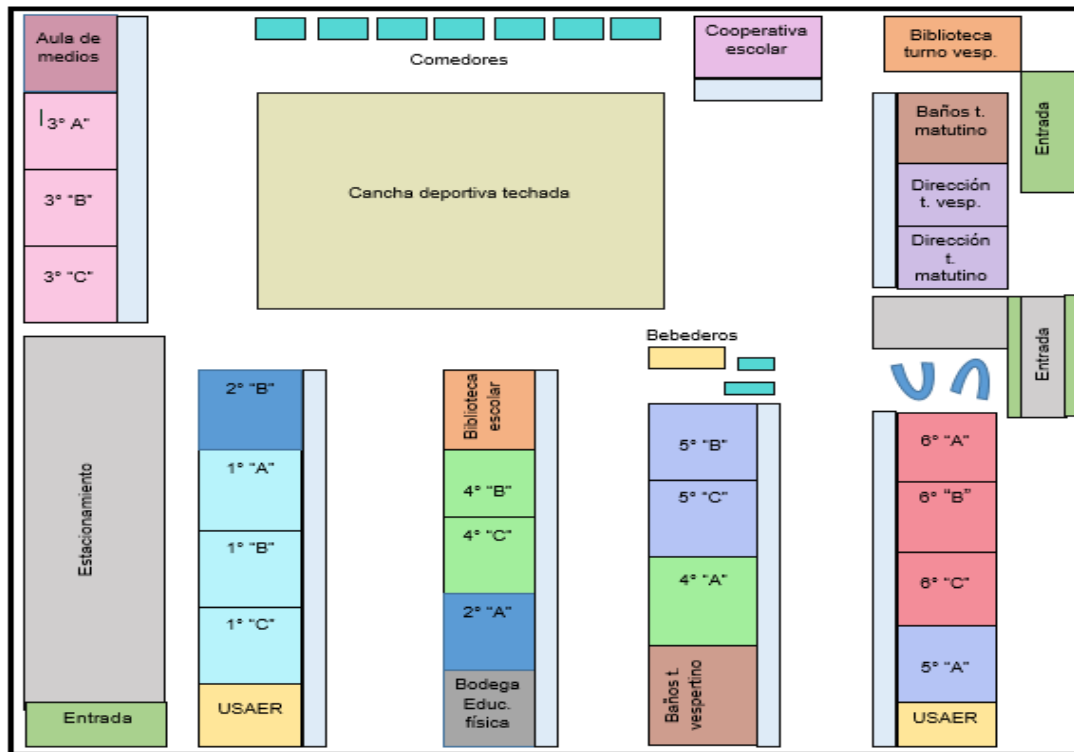 Aula de
medios
3° A”
3° “B”
3° “C”
Comedores
Cancha deportiva techada
Cooperativa
escolar
Biblioteca
turno vesp.
Entrada
Baños t.
matutino
Dirección
t. vesp.
Dirección
t.
matutino
Entrada
Bebederos
Estacionamiento
Entrada
2° “B”
1° “A”
1° “B”
1° “C”
USAER
Biblioteca
escolar
4° “B”
4° “C”
2° “A”
Bodega
Educ.
física
5° “B”
5° “C”
4° “A”
Baños t.
vespertino
6° “A”
6° “B”
6° “C”
5° “A”
USAER